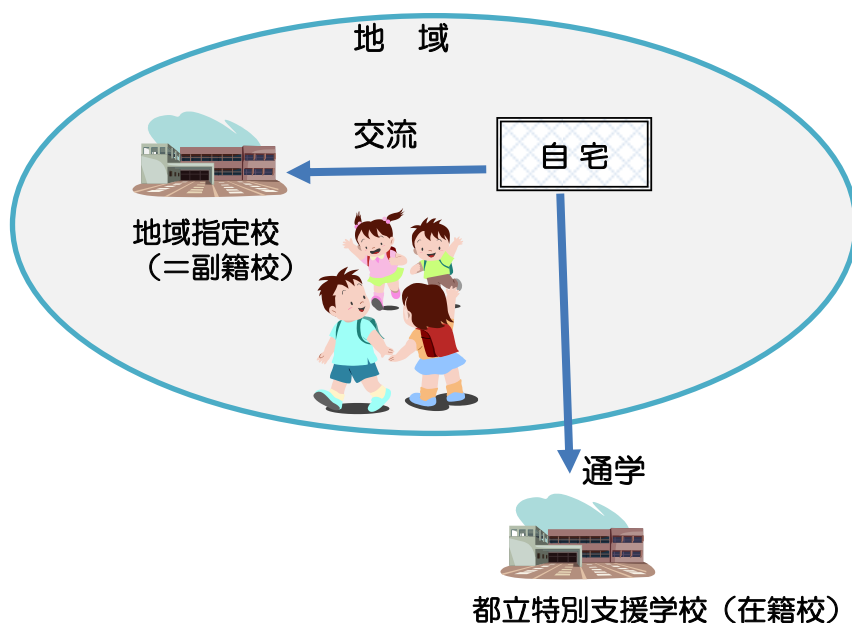 地　域
交流
自 宅
地域指定校
（＝副籍校）
通学
都立特別支援学校（在籍校）